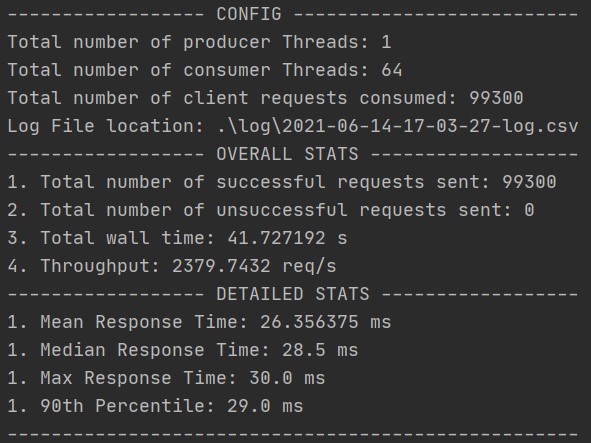 ------------------ CONFIG --------------------------
Total number of producer Threads: 1
Total number of consumer Threads: 64
Total number of client requests consumed: 99300
Log File location: .\log\2021-06-14-17-03-27-log.csv
------------------ OVERALL STATS -------------------
1. Total number of successful requests sent: 99300
2. Total number of unsuccessful requests sent: 0
3. Total wall time: 41.727192 s
4. Throughput: 2379.7432 req/s
------------------ DETAILED STATS ------------------
1. Mean Response Time: 26.356375 ms
1. Median Response Time: 28.5 ms
1. Max Response Time: 30.0 ms
1. 90th Percentile: 29.0 ms
----------------------------------------------------